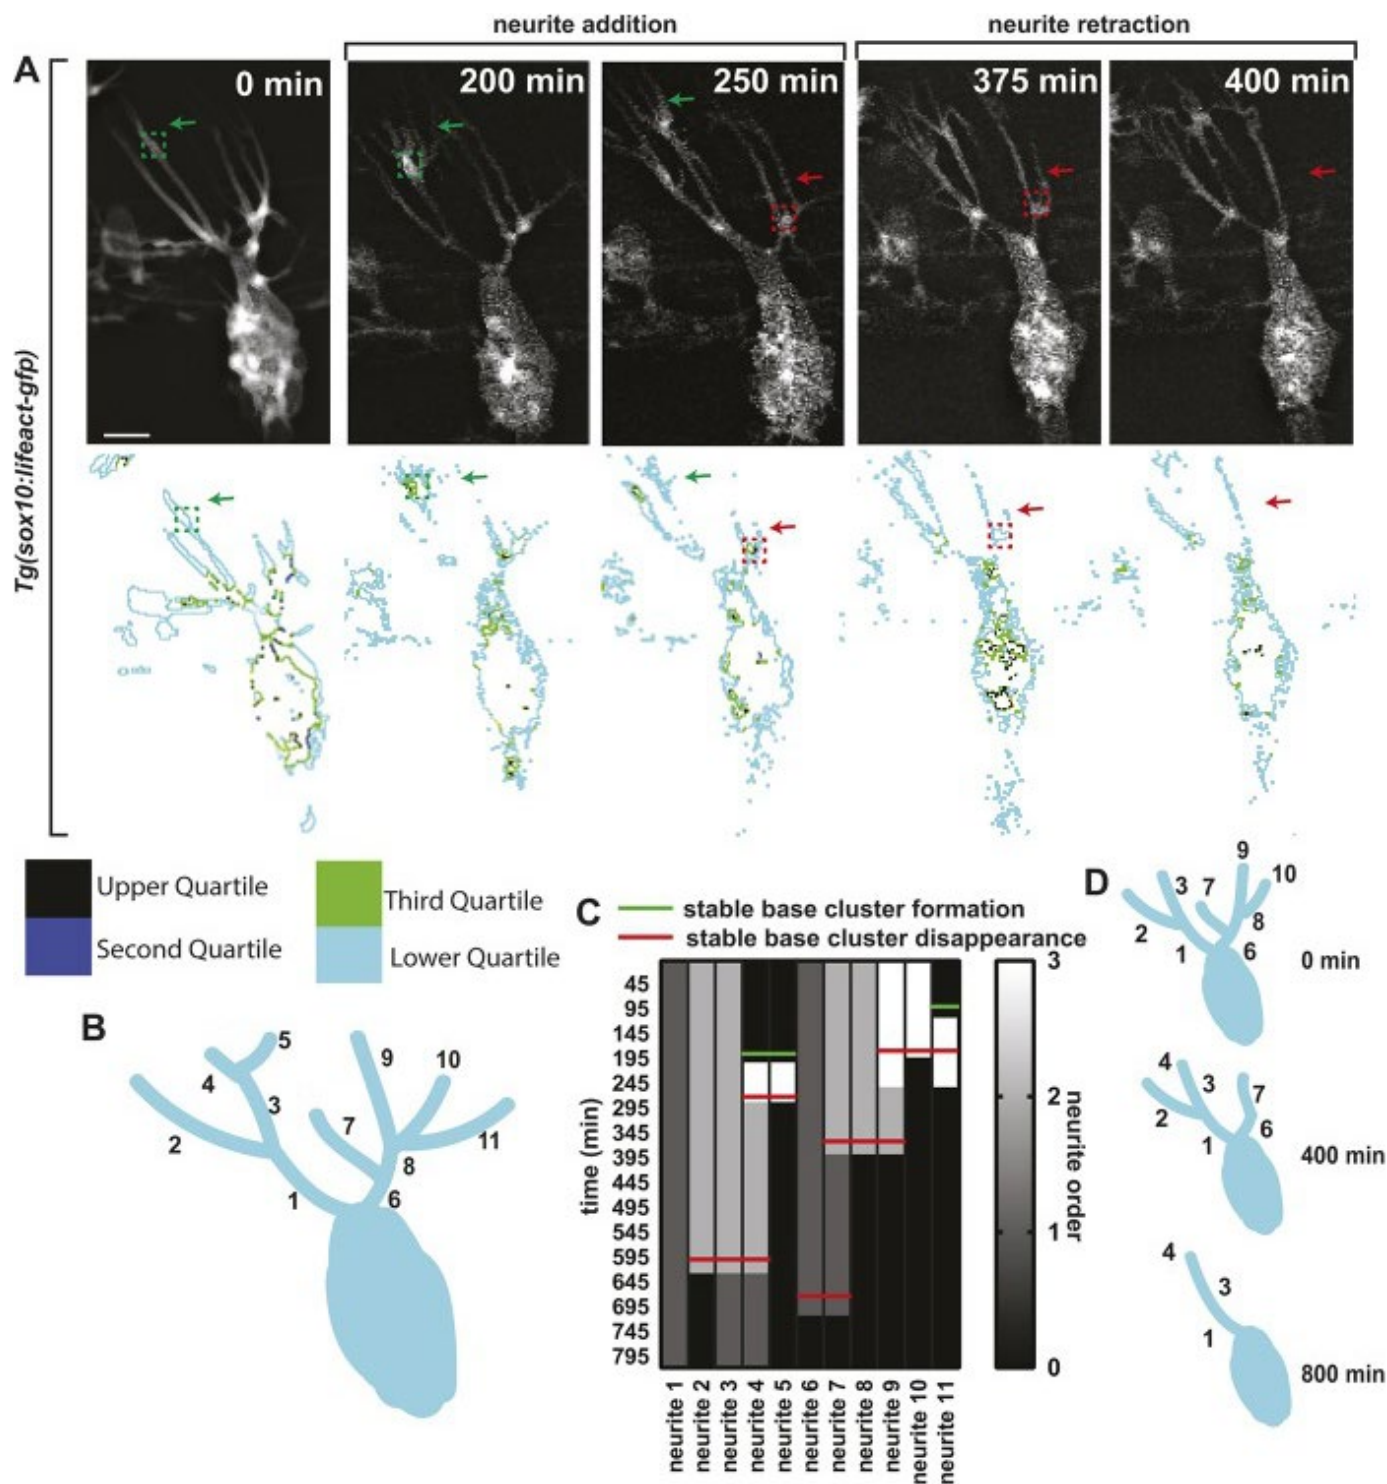 neurite addition
neurite retraction
A
0 min
200 min
250 min
375 min
400 min
Tg(sox10:lifeact-gfp)
Upper Quartile
Second Quartile
Third Quartile
Lower Quartile
B
1
2
3
4
5
6
7
8
9
10
11
C
stable base cluster formation
stable base cluster disappearance
time (min)
45
95
145
195
245
295
345
395
445
495
545
595
645
695
745
795
neurite 1
neurite 2
neurite 3
neurite 4
neurite 5
neurite 6
neurite 7
neurite 8
neurite 9
neurite 10
neurite 11
3
2
1
0
neurite order
D
9
3
7
10
2
8
1
6
0 min
4
7
2
3
6
1
400 min
4
3
1
800 min